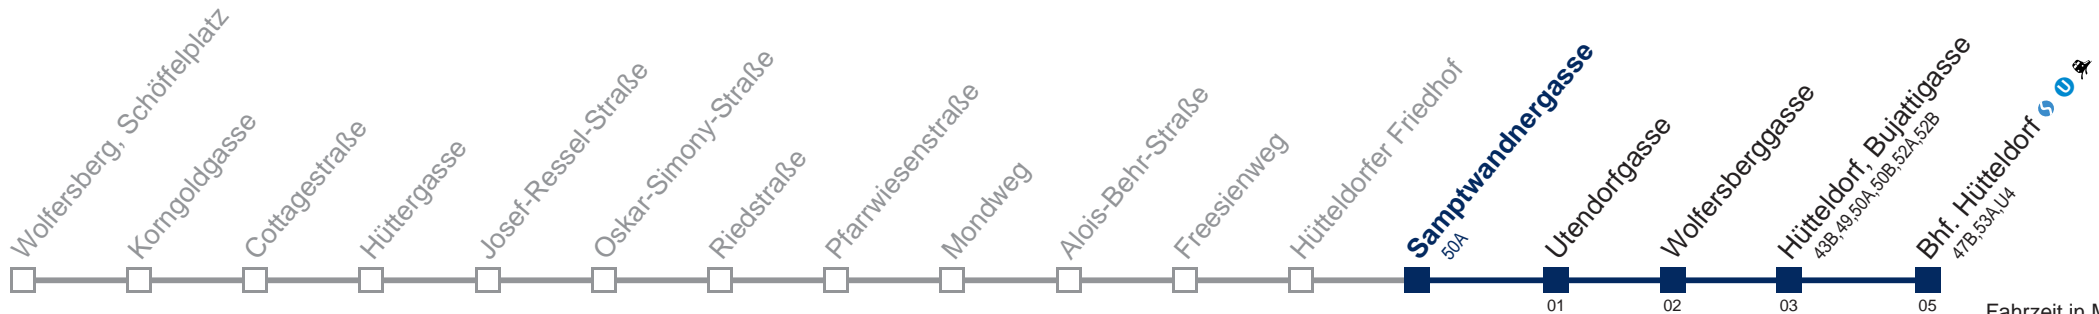 Wolfersberg, Schöffelplatz
Korngoldgasse
Cottagestraße
Hüttergasse
Josef-Ressel-Straße
Oskar-Simony-Straße
Riedstraße
Pfarrwiesenstraße
Mondweg
Alois-Behr-Straße
Freesienweg
Hütteldorfer Friedhof
Samptwandnergasse
50A
Utendorfgasse
Wolfersberggasse
Hütteldorf, Bujattigasse
43B,49,50A,50B,52A,52B
Bhf. Hütteldorf S U
47B,53A,U4
01
02
03
05
Fahrzeit in M